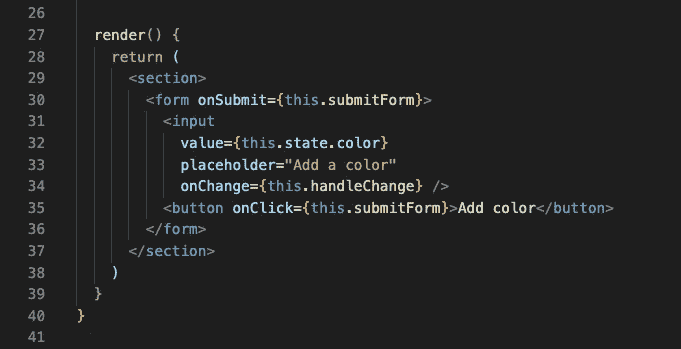 26
27 render() {
28 return (
29 <section>
30 <form onSubmit={this.submitForm}>
31 <input
32 value={this.state.color}
33 placeholder="Add a color"
34 onChange={this.handleChange} />
35 <button onClick={this.submitForm}>Add color</button>
36 </form>
37 </section>
38 )
39 }
40 }
41